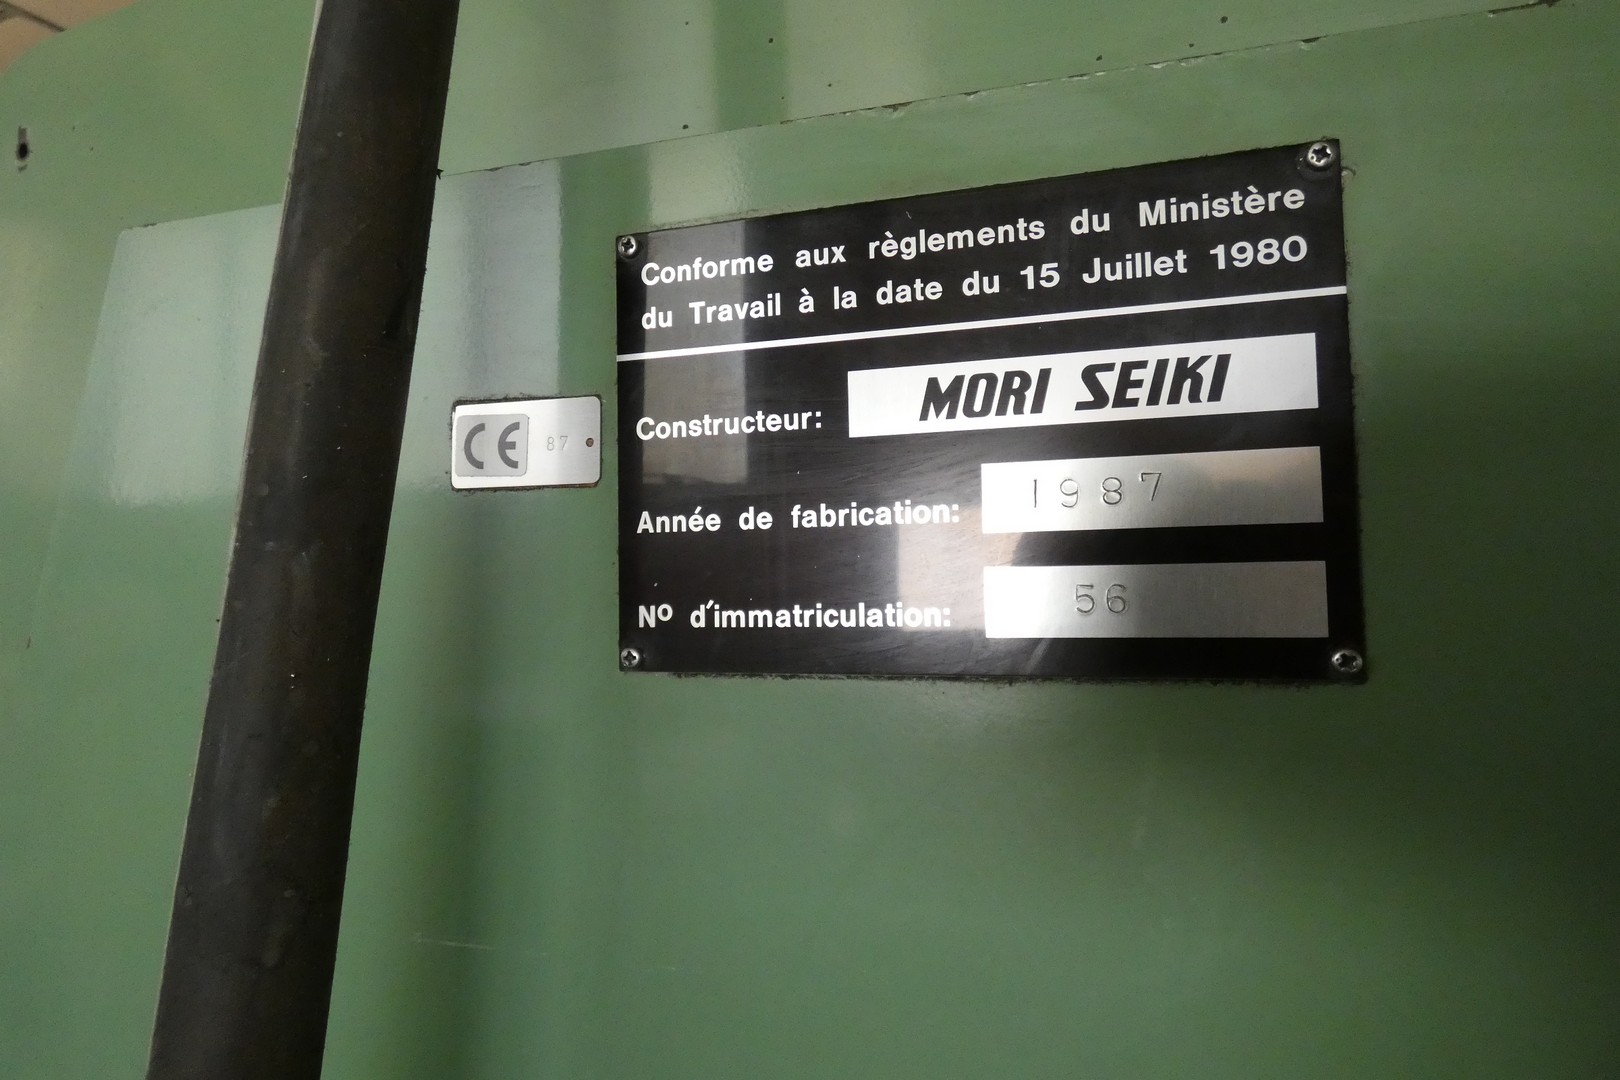 Conforme aux règlements du Ministère
du Travail à la date du 15 Juillet 1980
Constructeur: MORI SEIKI
Année de fabrication: 1987
Nº d'immatriculation: 56
CE 87